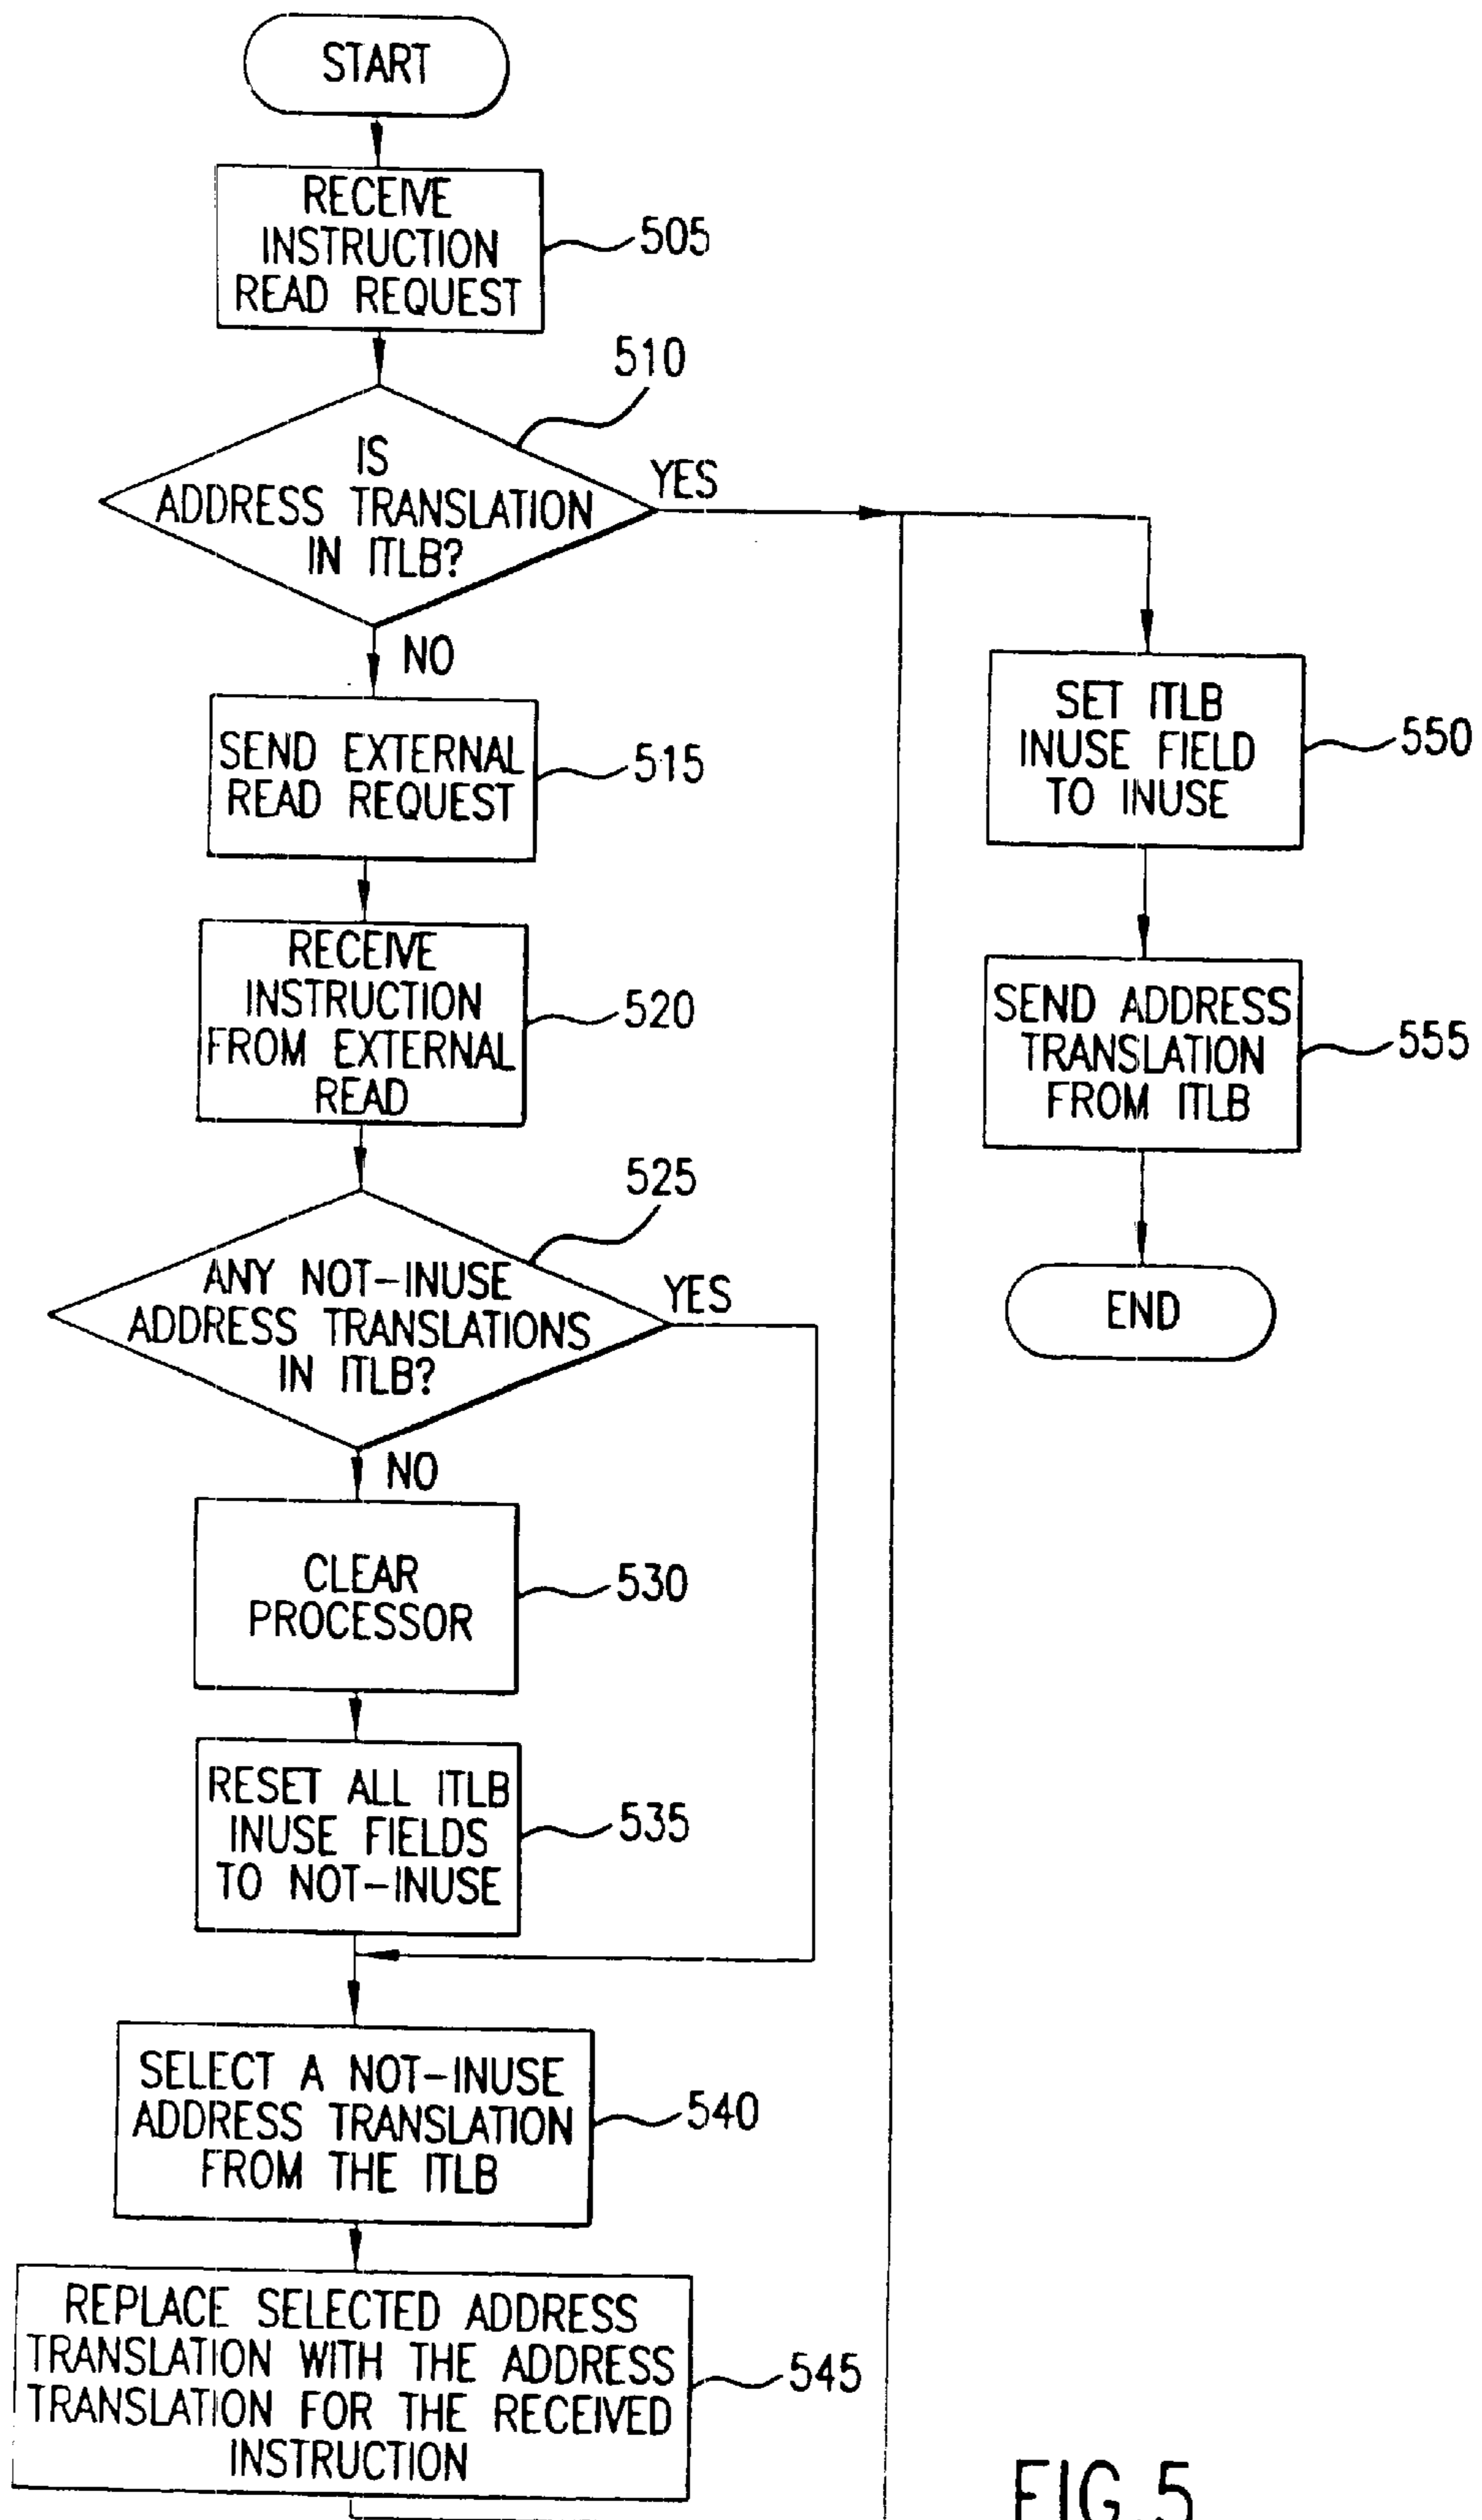 START
RECEIVE
INSTRUCTION
READ REQUEST
505
510
IS
ADDRESS TRANSLATION
IN ITLB?
YES
NO
SEND EXTERNAL
READ REQUEST
515
RECEIVE
INSTRUCTION
FROM EXTERNAL
READ
520
525
ANY NOT-INUSE
ADDRESS TRANSLATIONS
IN ITLB?
YES
NO
CLEAR
PROCESSOR
530
RESET ALL ITLB
INUSE FIELDS
TO NOT-INUSE
535
SELECT A NOT-INUSE
ADDRESS TRANSLATION
FROM THE ITLB
540
REPLACE SELECTED ADDRESS
TRANSLATION WITH THE ADDRESS
TRANSLATION FOR THE RECEIVED
INSTRUCTION
545
SET ITLB
INUSE FIELD
TO INUSE
550
SEND ADDRESS
TRANSLATION
FROM ITLB
555
END
FIG.5